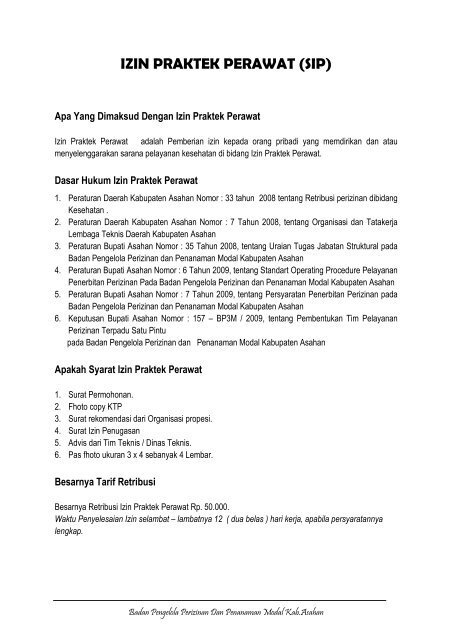 IZIN PRAKTEK PERAWAT (SIP)
Apa Yang Dimaksud Dengan Izin Praktek Perawat
Izin Praktek Perawat adalah Pemberian izin kepada orang pribadi yang memdirikan dan atau
menyelenggarakan sarana pelayanan kesehatan di bidang Izin Praktek Perawat.
Dasar Hukum Izin Praktek Perawat
1. Peraturan Daerah Kabupaten Asahan Nomor : 33 tahun 2008 tentang Retribusi perizinan dibidang
Kesehatan .
2. Peraturan Daerah Kabupaten Asahan Nomor : 7 Tahun 2008, tentang Organisasi dan Tatakerja
Lembaga Teknis Daerah Kabupaten Asahan
3. Peraturan Bupati Asahan Nomor : 35 Tahun 2008, tentang Uraian Tugas Jabatan Struktural pada
Badan Pengelola Perizinan dan Penanaman Modal Kabupaten Asahan
4. Peraturan Bupati Asahan Nomor : 6 Tahun 2009, tentang Standart Operating Procedure Pelayanan
Penerbitan Perizinan Pada Badan Pengelola Perizinan dan Penanaman Modal Kabupaten Asahan
5. Peraturan Bupati Asahan Nomor : 7 Tahun 2009, tentang Persyaratan Penerbitan Perizinan pada
Badan Pengelola Perizinan dan Penanaman Modal Kabupaten Asahan
6. Keputusan Bupati Asahan Nomor : 157 – BP3M / 2009, tentang Pembentukan Tim Pelayanan
Perizinan Terpadu Satu Pintu
pada Badan Pengelola Perizinan dan Penanaman Modal Kabupaten Asahan
Apakah Syarat Izin Praktek Perawat
1. Surat Permohonan.
2. Fhoto copy KTP
3. Surat rekomendasi dari Organisasi propesi.
4. Surat Izin Penugasan
5. Advis dari Tim Teknis / Dinas Teknis.
6. Pas fhoto ukuran 3 x 4 sebanyak 4 Lembar.
Besarnya Tarif Retribusi
Besarnya Retribusi Izin Praktek Perawat Rp. 50.000.
Waktu Penyelesaian Izin selambat – lambatnya 12 ( dua belas ) hari kerja, apabila persyaratannya
lengkap.
Badan Pengelola Perizinan Dan Penanaman Modal Kab.Asahan